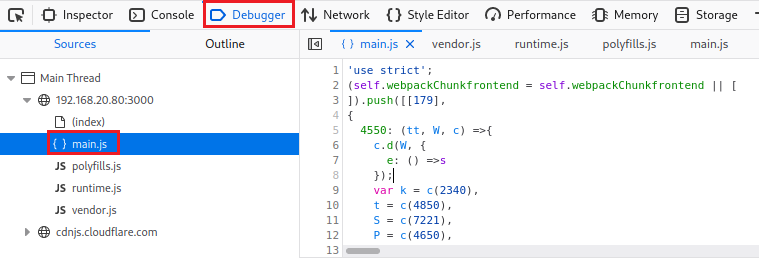 Inspector Console Debugger Network Style Editor Performance Memory Storage
Sources Outline
main.js vendor.js runtime.js polyfills.js main.js
Main Thread
192.168.20.80:3000
(index)
{ } main.js
JS polyfills.js
JS runtime.js
JS vendor.js
cdnjs.cloudflare.com
1 'use strict';
2 (self.webpackChunkfrontend = self.webpackChunkfrontend || [
3 ]).push([[179],
4 {
5 4550: (tt, W, c) =>{
6 c.d(W, {
7 e: () =>s
8 });
9 var k = c(2340),
10 t = c(4850),
11 S = c(7221),
12 P = c(4650),
13